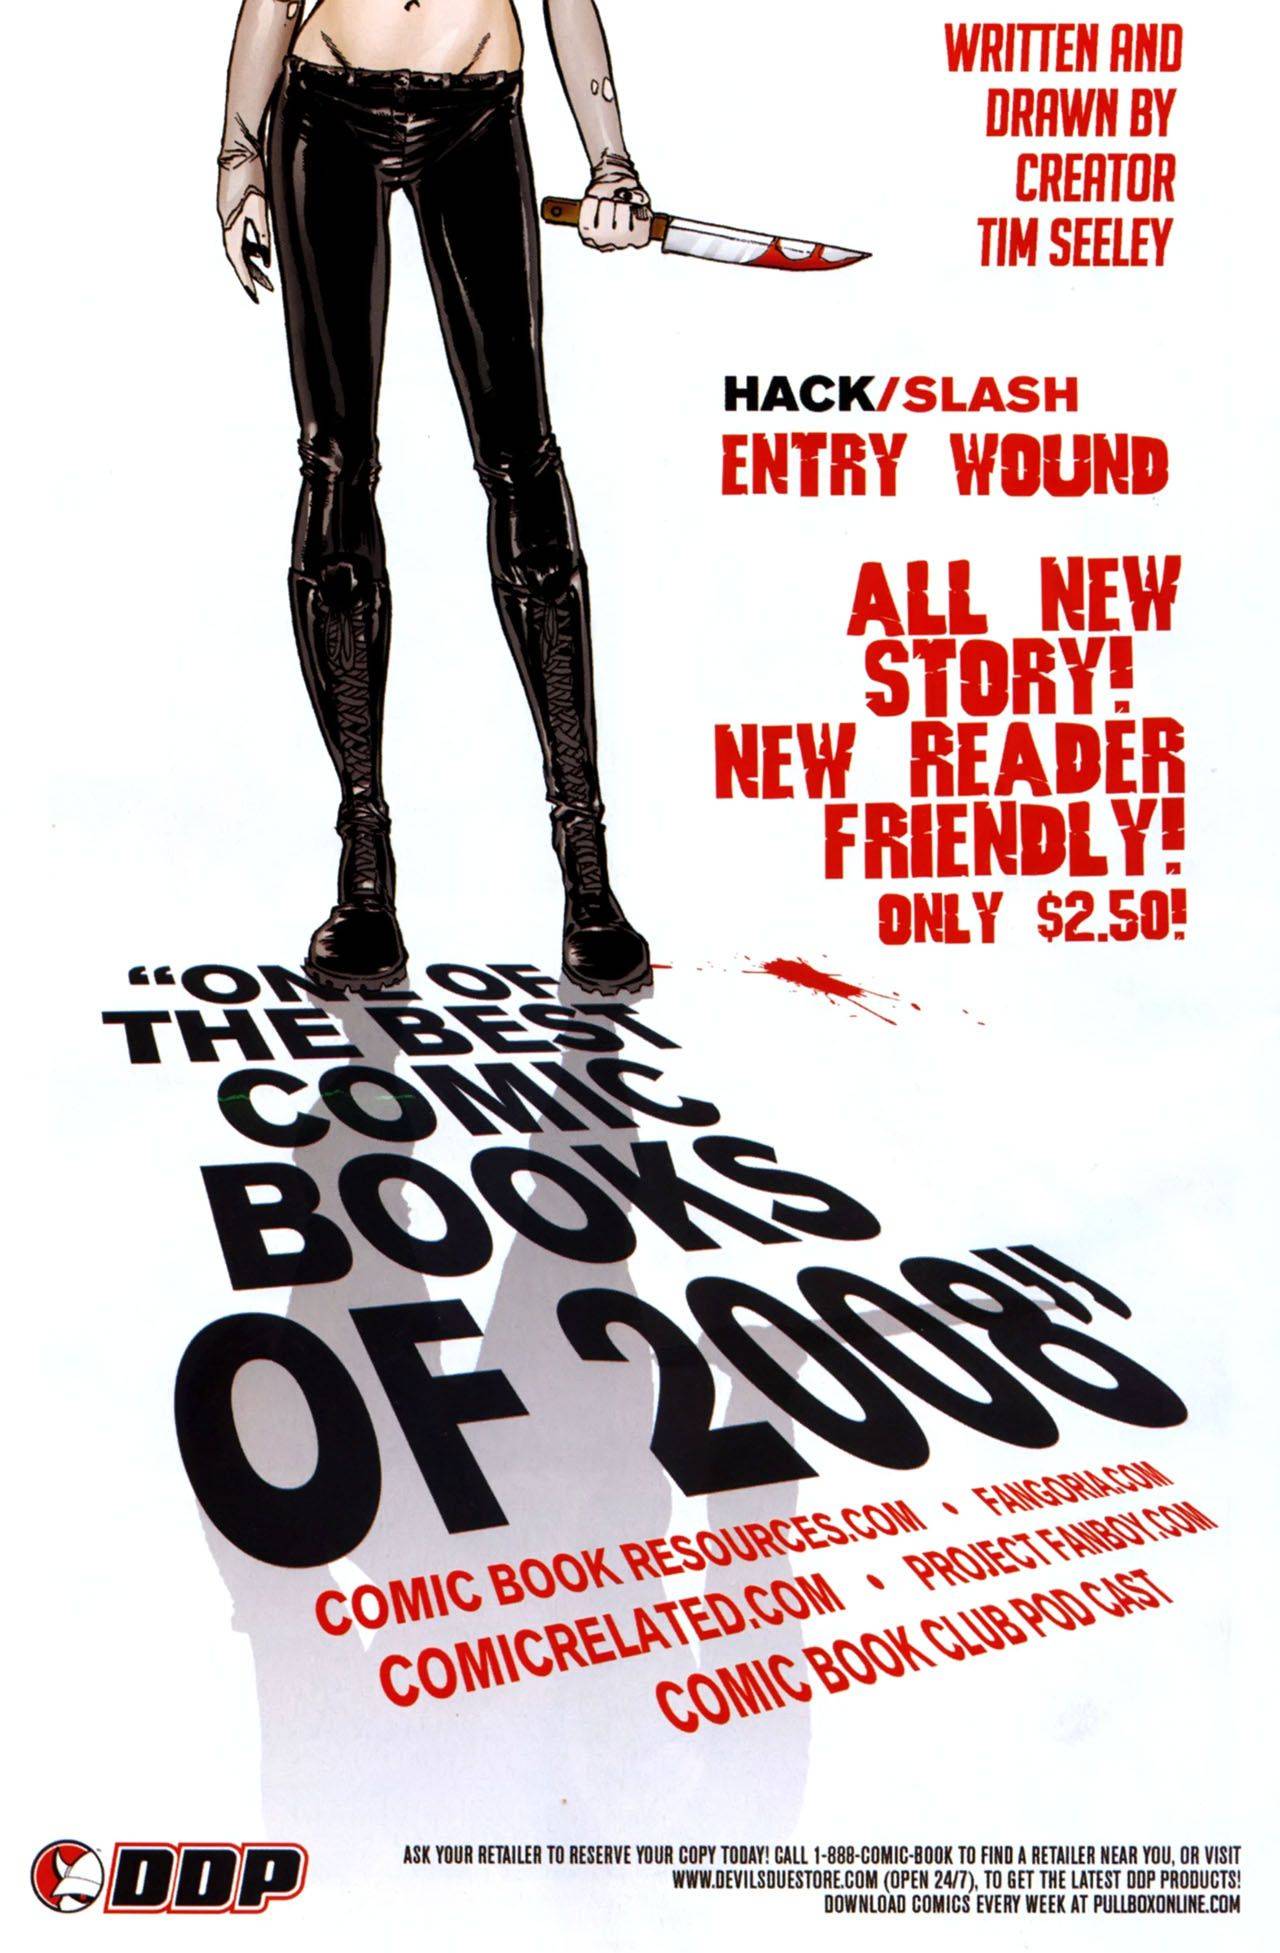 WRITTEN AND
DRAWN BY
CREATOR
TIM SEELEY
HACK/SLASH
ENTRY WOUND
ALL NEW
STORY!
NEW READER
FRIENDLY!
ONLY $2.50!
“ONE OF
THE BEST
COMIC
BOOKS
OF 2008”
COMIC BOOK RESOURCES.COM • FANGORIA.COM
COMICRELATED.COM • PROJECT FANBOY.COM
COMIC BOOK CLUB POD CAST
DDP
ASK YOUR RETAILER TO RESERVE YOUR COPY TODAY! CALL 1-888-COMIC-BOOK TO FIND A RETAILER NEAR YOU, OR VISIT
WWW.DEVILSDUESTORE.COM (OPEN 24/7), TO GET THE LATEST DDP PRODUCTS!
DOWNLOAD COMICS EVERY WEEK AT PULLBOXONLINE.COM